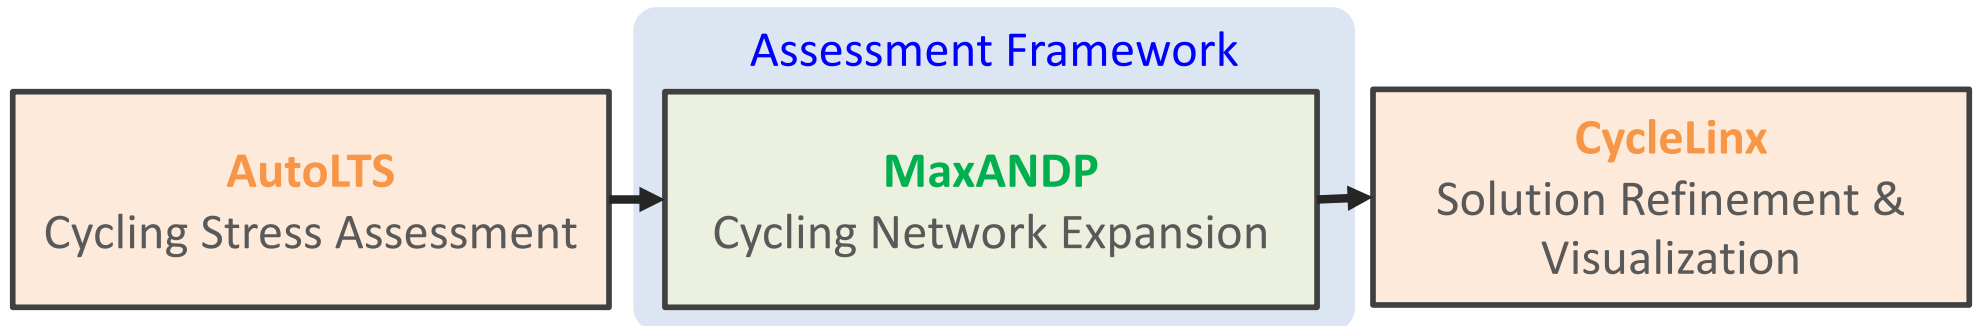 Assessment Framework
AutoLTS
Cycling Stress Assessment
MaxANDP
Cycling Network Expansion
CycleLinx
Solution Refinement &
Visualization